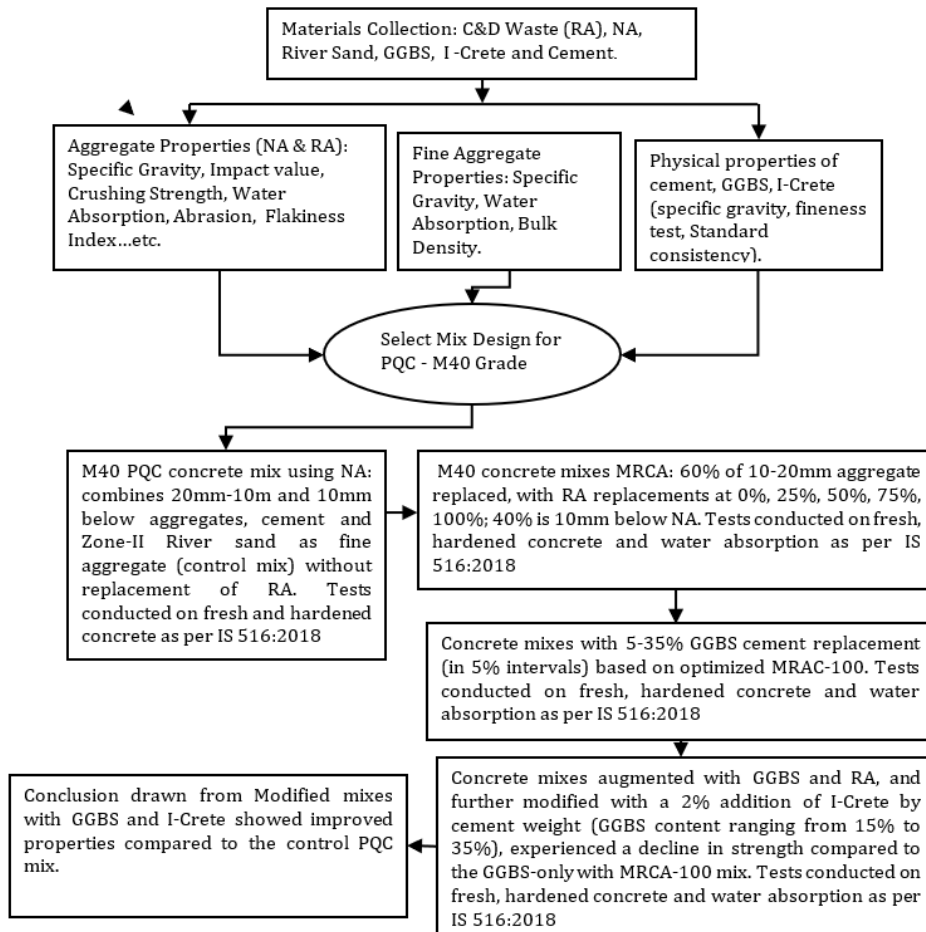 Materials Collection: C&D Waste (RA), NA,
River Sand, GGBS, I -Crete and Cement.
Aggregate Properties (NA & RA):
Specific Gravity, Impact value,
Crushing Strength, Water
Absorption, Abrasion, Flakiness
Index...etc.
Fine Aggregate
Properties: Specific
Gravity, Water
Absorption, Bulk
Density.
Physical properties of
cement, GGBS, I-Crete
(specific gravity, fineness
test, Standard
consistency).
Select Mix Design for
PQC - M40 Grade
M40 PQC concrete mix using NA:
combines 20mm-10m and 10mm
below aggregates, cement and
Zone-II River sand as fine
aggregate (control mix) without
replacement of RA. Tests
conducted on fresh and hardened
concrete as per IS 516:2018
M40 concrete mixes MRCA: 60% of 10-20mm aggregate
replaced, with RA replacements at 0%, 25%, 50%, 75%,
100%; 40% is 10mm below NA. Tests conducted on fresh,
hardened concrete and water absorption as per IS
516:2018
Concrete mixes with 5-35% GGBS cement replacement
(in 5% intervals) based on optimized MRAC-100. Tests
conducted on fresh, hardened concrete and water
absorption as per IS 516:2018
Concrete mixes augmented with GGBS and RA, and
further modified with a 2% addition of I-Crete by
cement weight (GGBS content ranging from 15% to
35%), experienced a decline in strength compared to
the GGBS-only with MRCA-100 mix. Tests conducted on
fresh, hardened concrete and water absorption as per
IS 516:2018
Conclusion drawn from Modified mixes
with GGBS and I-Crete showed improved
properties compared to the control PQC
mix.